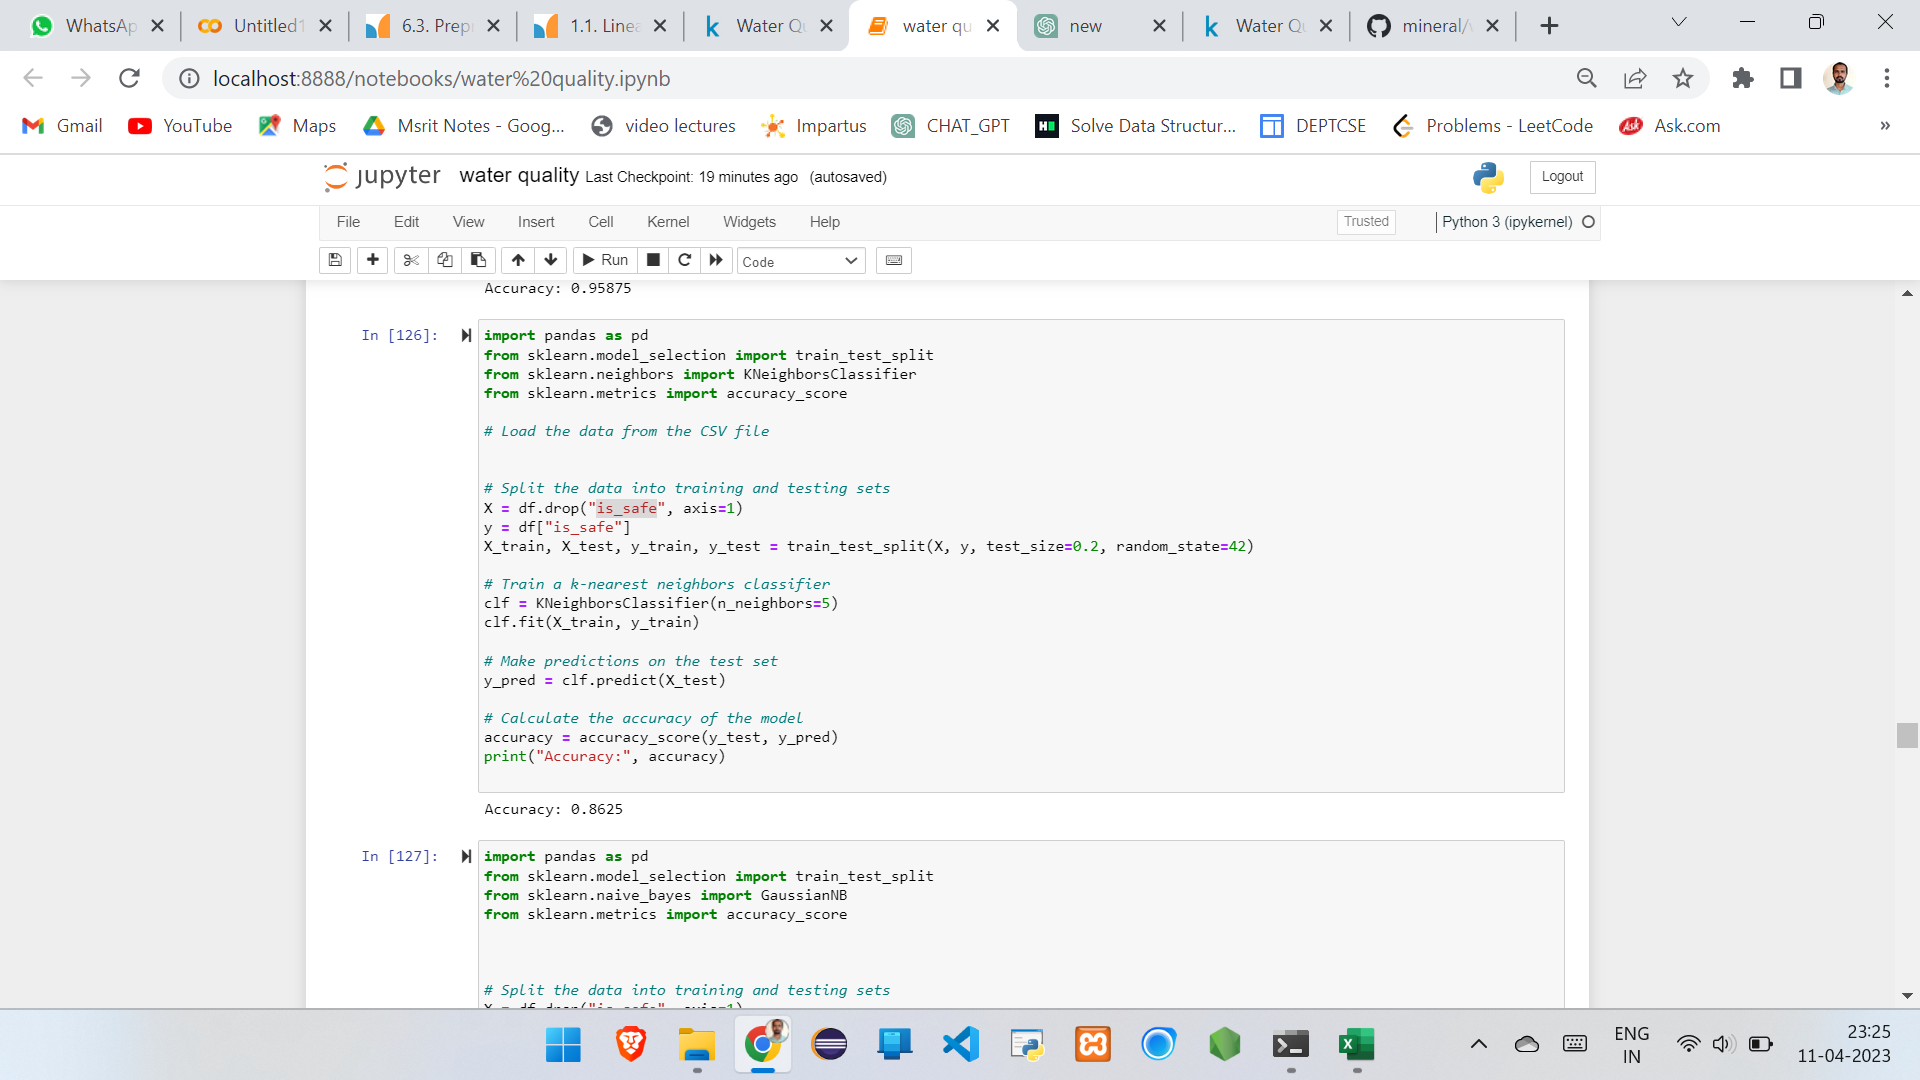 WhatsAp
Untitled1
6.3. Prepr
1.1. Linea
Water Qu
water qu
new
Water Qu
mineral/w
localhost:8888/notebooks/water%20quality.ipynb
Gmail
YouTube
Maps
Msrit Notes - Goog...
video lectures
Impartus
CHAT_GPT
Solve Data Structur...
DEPTCSE
Problems - LeetCode
Ask.com
»
jupyter water quality Last Checkpoint: 19 minutes ago (autosaved)
Logout
File Edit View Insert Cell Kernel Widgets Help
Trusted
Python 3 (ipykernel)
Run
Code
Accuracy: 0.95875
In [126]:
import pandas as pd
from sklearn.model_selection import train_test_split
from sklearn.neighbors import KNeighborsClassifier
from sklearn.metrics import accuracy_score
# Load the data from the CSV file
# Split the data into training and testing sets
X = df.drop("is_safe", axis=1)
y = df["is_safe"]
X_train, X_test, y_train, y_test = train_test_split(X, y, test_size=0.2, random_state=42)
# Train a k-nearest neighbors classifier
clf = KNeighborsClassifier(n_neighbors=5)
clf.fit(X_train, y_train)
# Make predictions on the test set
y_pred = clf.predict(X_test)
# Calculate the accuracy of the model
accuracy = accuracy_score(y_test, y_pred)
print("Accuracy:", accuracy)
Accuracy: 0.8625
In [127]:
import pandas as pd
from sklearn.model_selection import train_test_split
from sklearn.naive_bayes import GaussianNB
from sklearn.metrics import accuracy_score
# Split the data into training and testing sets
X = df.drop("is_safe", axis=1)
ENG
IN
23:25
11-04-2023